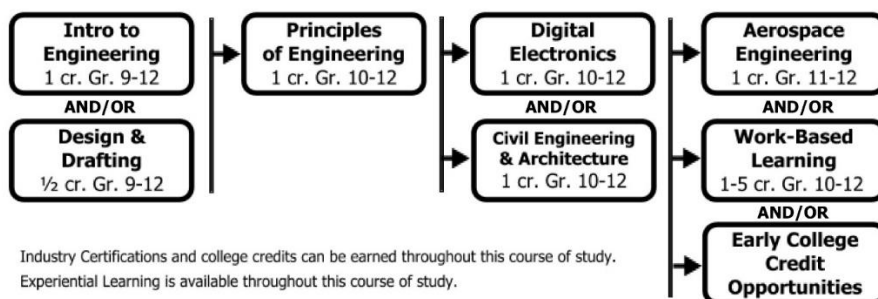 Intro to
Engineering
1 cr. Gr. 9-12
AND/OR
Design &
Drafting
½ cr. Gr. 9-12
Principles
of Engineering
1 cr. Gr. 10-12
Digital
Electronics
1 cr. Gr. 10-12
AND/OR
Civil Engineering
& Architecture
1 cr. Gr. 10-12
Aerospace
Engineering
1 cr. Gr. 11-12
AND/OR
Work-Based
Learning
1-5 cr. Gr. 10-12
AND/OR
Early College
Credit
Opportunities
Industry Certifications and college credits can be earned throughout this course of study.
Experiential Learning is available throughout this course of study.